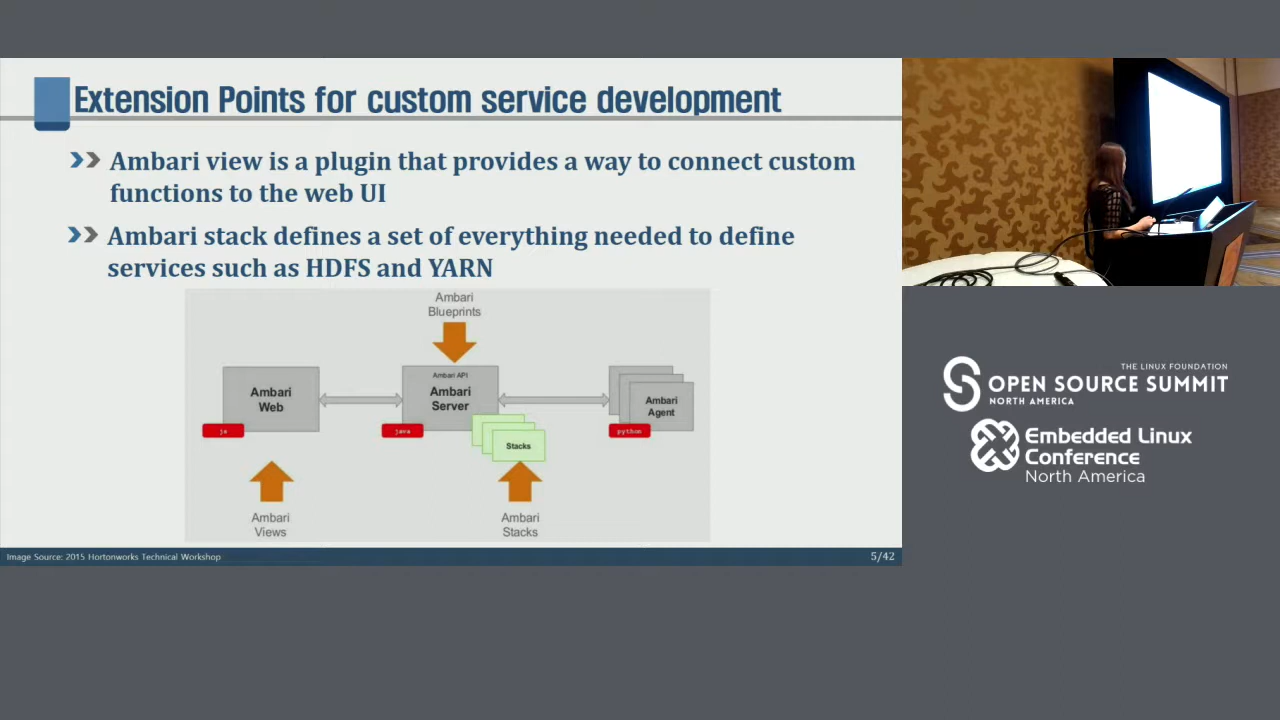 Extension Points for custom service development
Ambari view is a plugin that provides a way to connect custom
functions to the web UI
Ambari stack defines a set of everything needed to define
services such as HDFS and YARN
Ambari
Blueprints
Ambari
Web
js
Ambari API
Ambari
Server
java
Stacks
Ambari
Agent
python
Ambari
Views
Ambari
Stacks
Image Source: 2015 Hortonworks Technical Workshop
5/42
THE LINUX FOUNDATION
OPEN SOURCE SUMMIT
NORTH AMERICA
Embedded Linux
Conference
North America